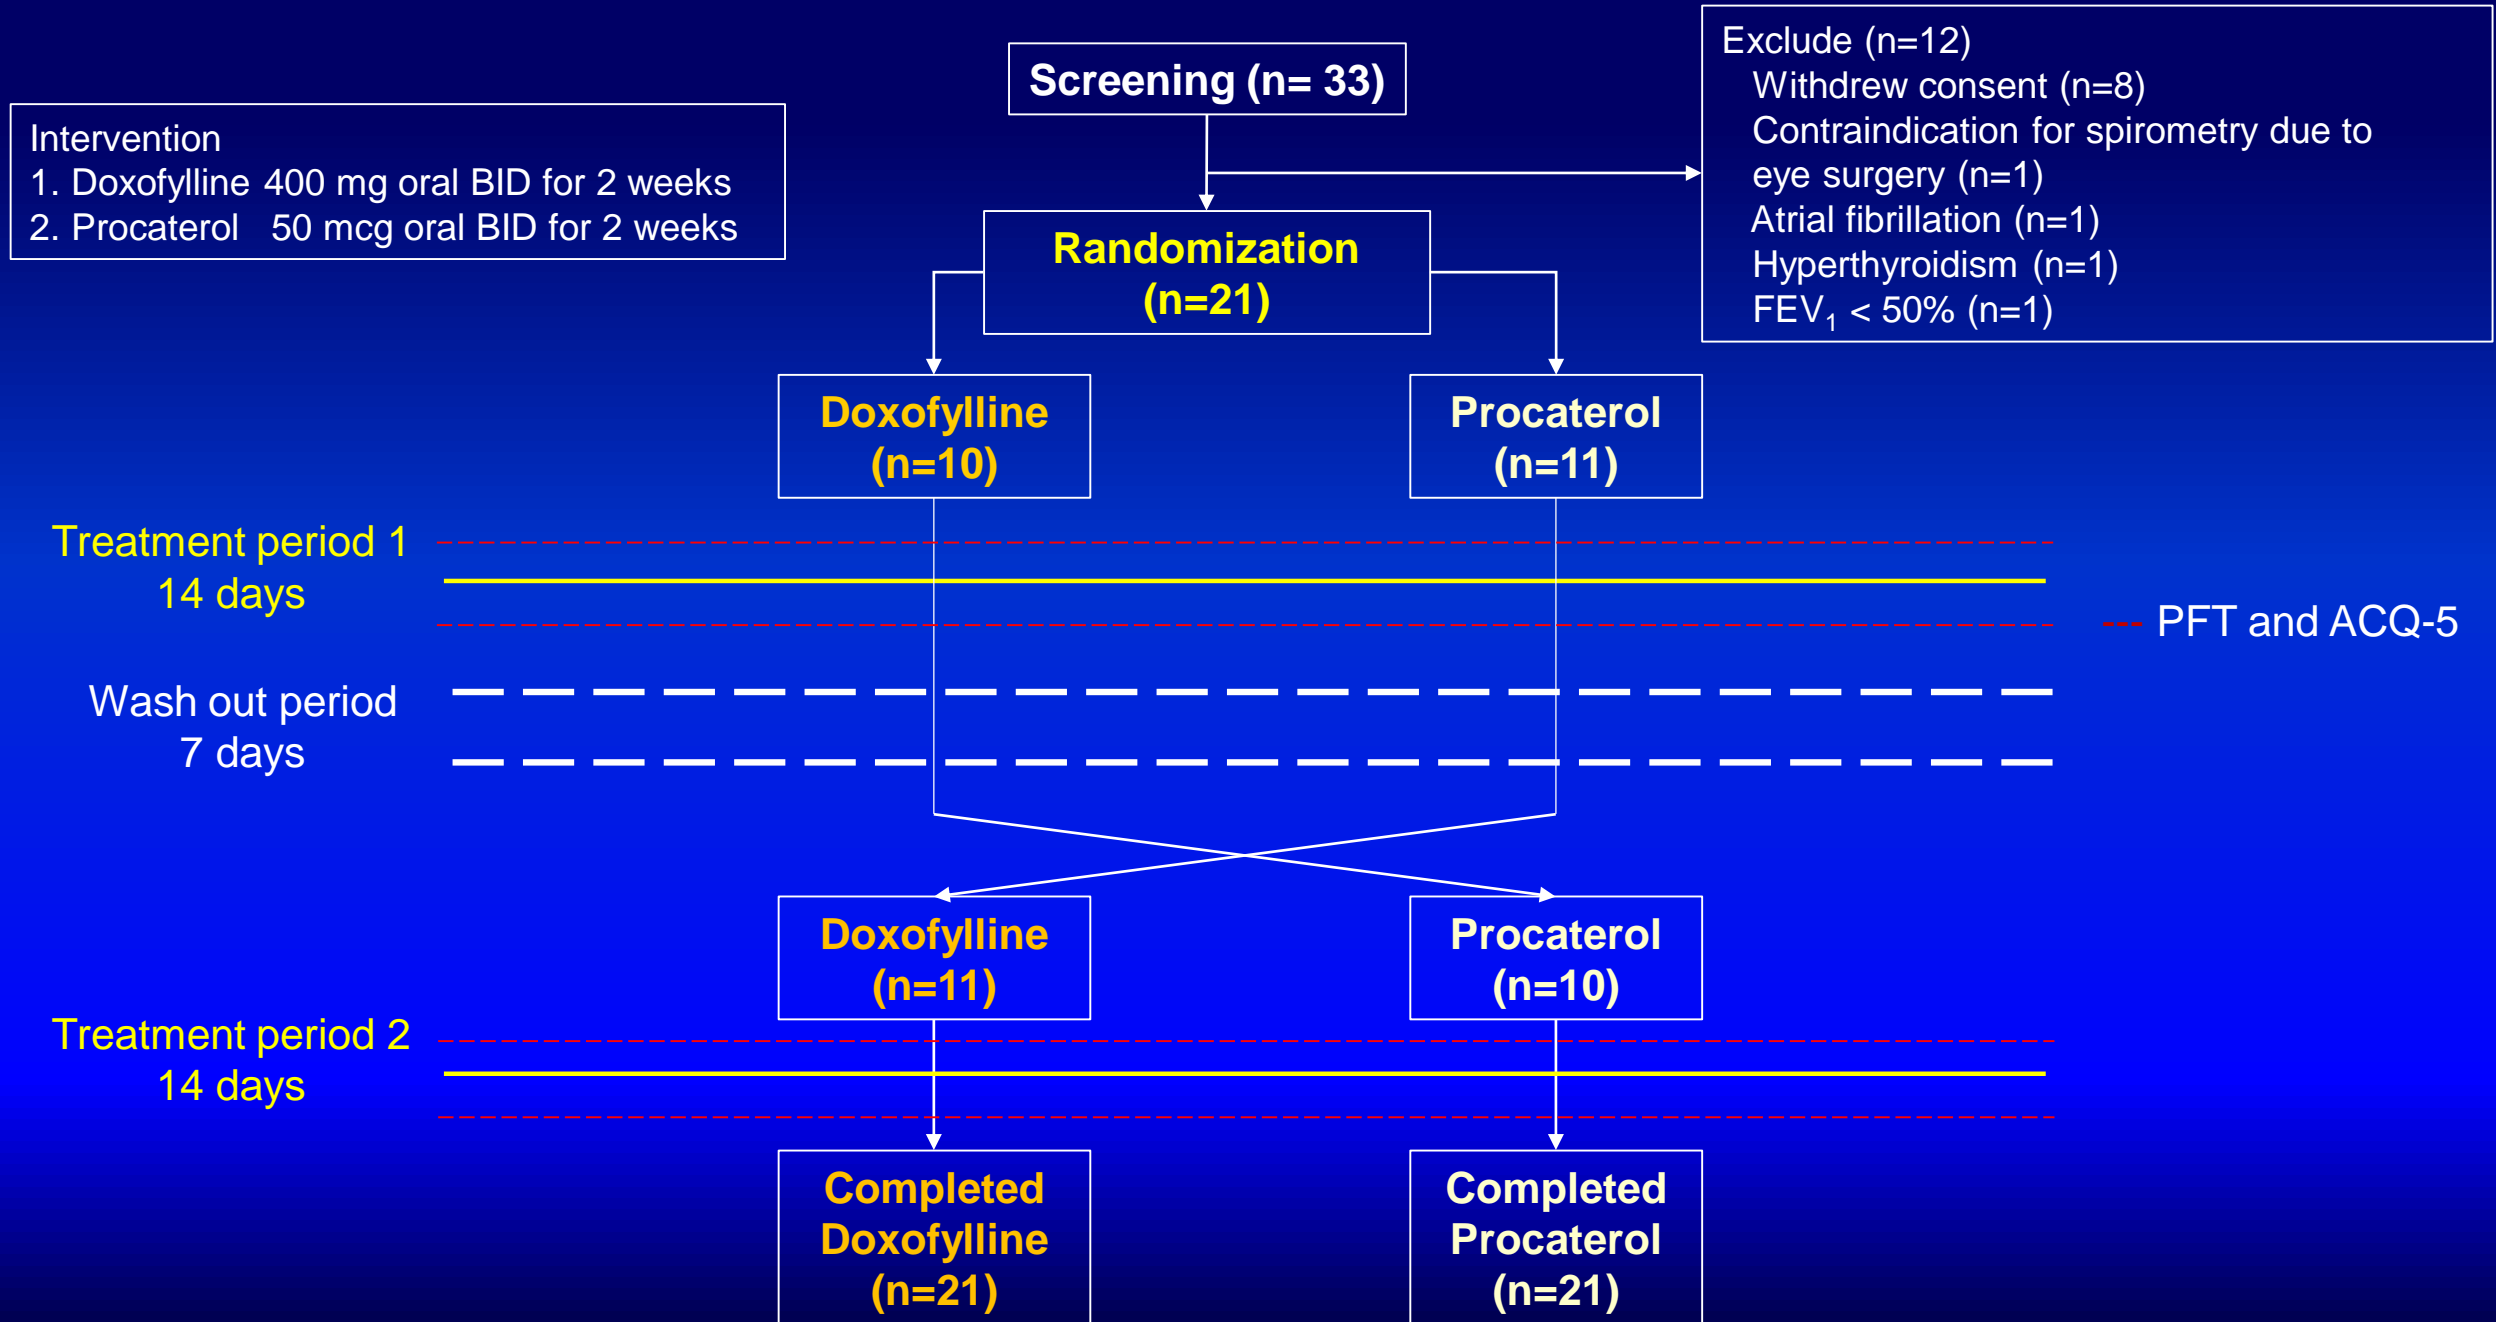 Screening (n= 33)
Exclude (n=12)
Withdrew consent (n=8)
Contraindication for spirometry due to
eye surgery (n=1)
Atrial fibrillation (n=1)
Hyperthyroidism (n=1)
FEV₁ < 50% (n=1)
Intervention
1. Doxofylline 400 mg oral BID for 2 weeks
2. Procaterol 50 mcg oral BID for 2 weeks
Randomization
(n=21)
Doxofylline
(n=10)
Procaterol
(n=11)
Treatment period 1
14 days
--- PFT and ACQ-5
Wash out period
7 days
Doxofylline
(n=11)
Procaterol
(n=10)
Treatment period 2
14 days
Completed
Doxofylline
(n=21)
Completed
Procaterol
(n=21)